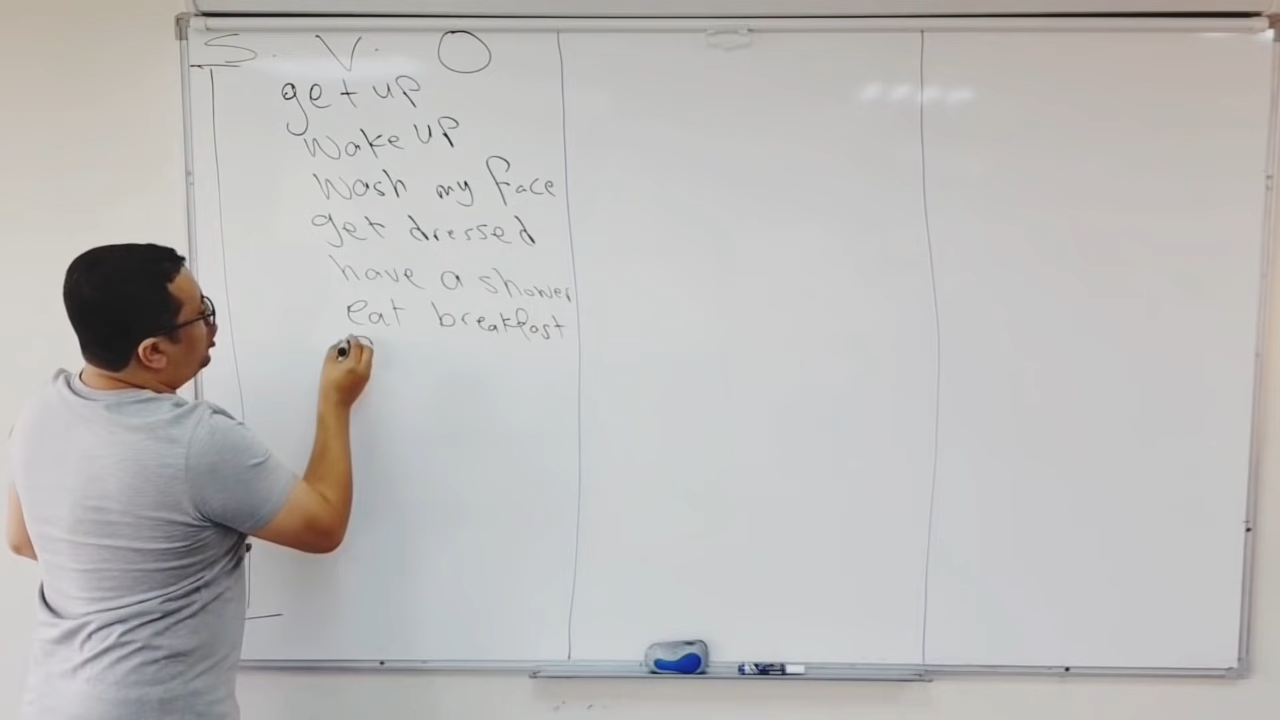 S. V. O
get up
wake up
wash my face
get dressed
have a shower
eat breakfast